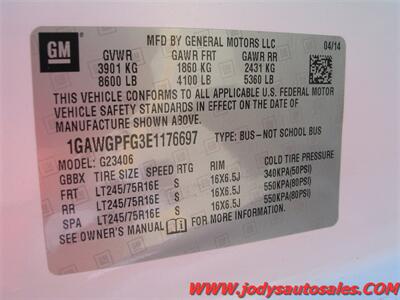 GM
MFD BY GENERAL MOTORS LLC 04/14
GVWR GAWR FRT GAWR RR
3901 KG 1860 KG 2431 KG
8600 LB 4100 LB 5360 LB
THIS VEHICLE CONFORMS TO ALL APPLICABLE U.S. FEDERAL MOTOR
VEHICLE SAFETY STANDARDS IN EFFECT ON THE DATE OF
MANUFACTURE SHOWN ABOVE.
1GAWGPFG3E1176697 TYPE: BUS–NOT SCHOOL BUS
MODEL: G23406
GBBX TIRE SIZE SPEED RTG RIM COLD TIRE PRESSURE
FRT LT245/75R16E S 16X6.5J 340KPA(50PSI)
RR LT245/75R16E S 16X6.5J 550KPA(80PSI)
SPA LT245/75R16E S 16X6.5J 550KPA(80PSI)
SEE OWNER'S MANUAL FOR MORE INFORMATION.
www.jodysautosales.com